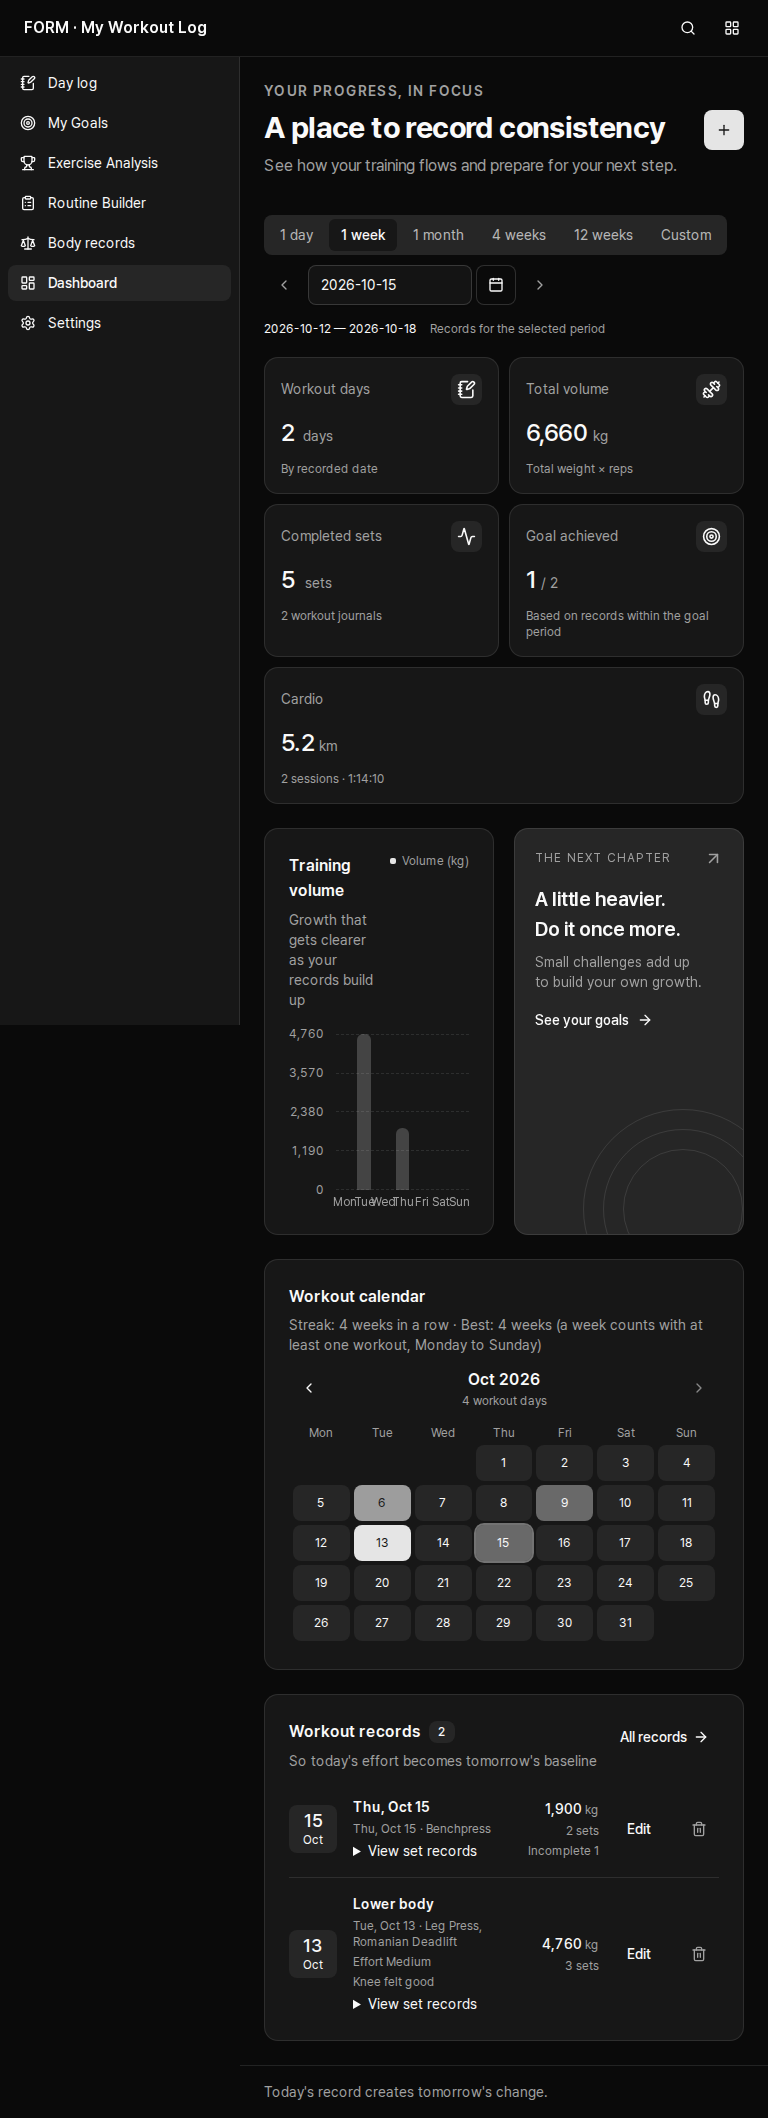 FORM · My Workout Log
Day log
My Goals
Exercise Analysis
Routine Builder
Body records
Dashboard
Settings
YOUR PROGRESS, IN FOCUS
A place to record consistency
See how your training flows and prepare for your next step.
1 day 1 week 1 month 4 weeks 12 weeks Custom
2026-10-15
2026-10-12 — 2026-10-18 Records for the selected period
Workout days
2 days
By recorded date
Total volume
6,660 kg
Total weight × reps
Completed sets
5 sets
2 workout journals
Goal achieved
1 / 2
Based on records within the goal
period
Cardio
5.2 km
2 sessions · 1:14:10
Training
volume
Volume (kg)
Growth that
gets clearer
as your
records build
up
4,760
3,570
2,380
1,190
0
Mon Tue Wed Thu Fri Sat Sun
THE NEXT CHAPTER
A little heavier.
Do it once more.
Small challenges add up
to build your own growth.
See your goals
Workout calendar
Streak: 4 weeks in a row · Best: 4 weeks (a week counts with at
least one workout, Monday to Sunday)
Oct 2026
4 workout days
Mon Tue Wed Thu Fri Sat Sun
1 2 3 4
5 6 7 8 9 10 11
12 13 14 15 16 17 18
19 20 21 22 23 24 25
26 27 28 29 30 31
Workout records 2
All records
So today's effort becomes tomorrow's baseline
15
Oct
Thu, Oct 15
Thu, Oct 15 · Benchpress
View set records
1,900 kg
2 sets
Incomplete 1
Edit
13
Oct
Lower body
Tue, Oct 13 · Leg Press,
Romanian Deadlift
Effort Medium
Knee felt good
View set records
4,760 kg
3 sets
Edit
Today's record creates tomorrow's change.